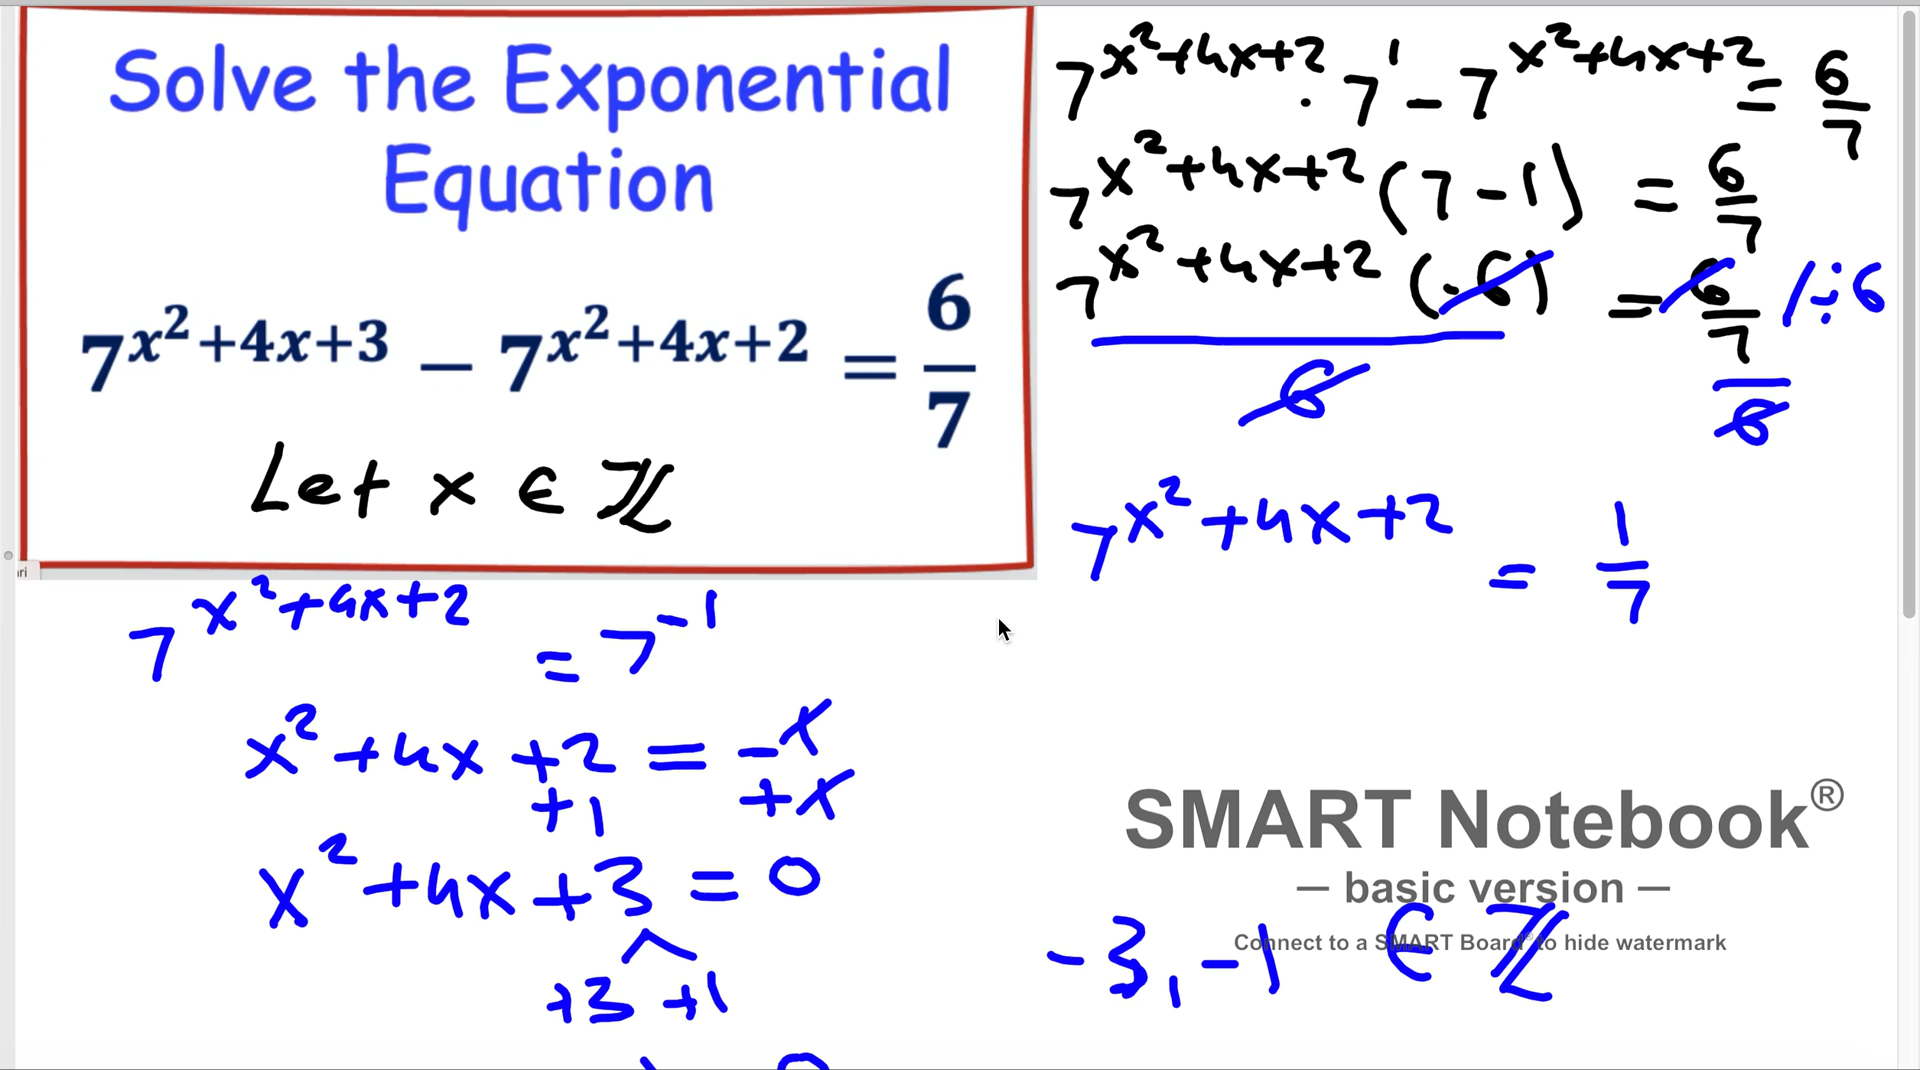 Solve the Exponential
Equation
7^{x²+4x+3} − 7^{x²+4x+2} = 6/7
Let x ∈ ℤ
7^{x²+4x+2} · 7^1 − 7^{x²+4x+2} = 6/7
7^{x²+4x+2} (7 − 1) = 6/7
7^{x²+4x+2} (·6) = 6/7 /÷6
6 6
7^{x²+4x+2} = 1/7
ri
7^{x²+4x+2} = 7^{-1}
x² + 4x + 2 = −1
+1 +1
x² + 4x + 3 = 0
+3 +1
SMART Notebook®
— basic version —
Connect to a SMART Board® to hide watermark
-3, -1 ∈ ℤ